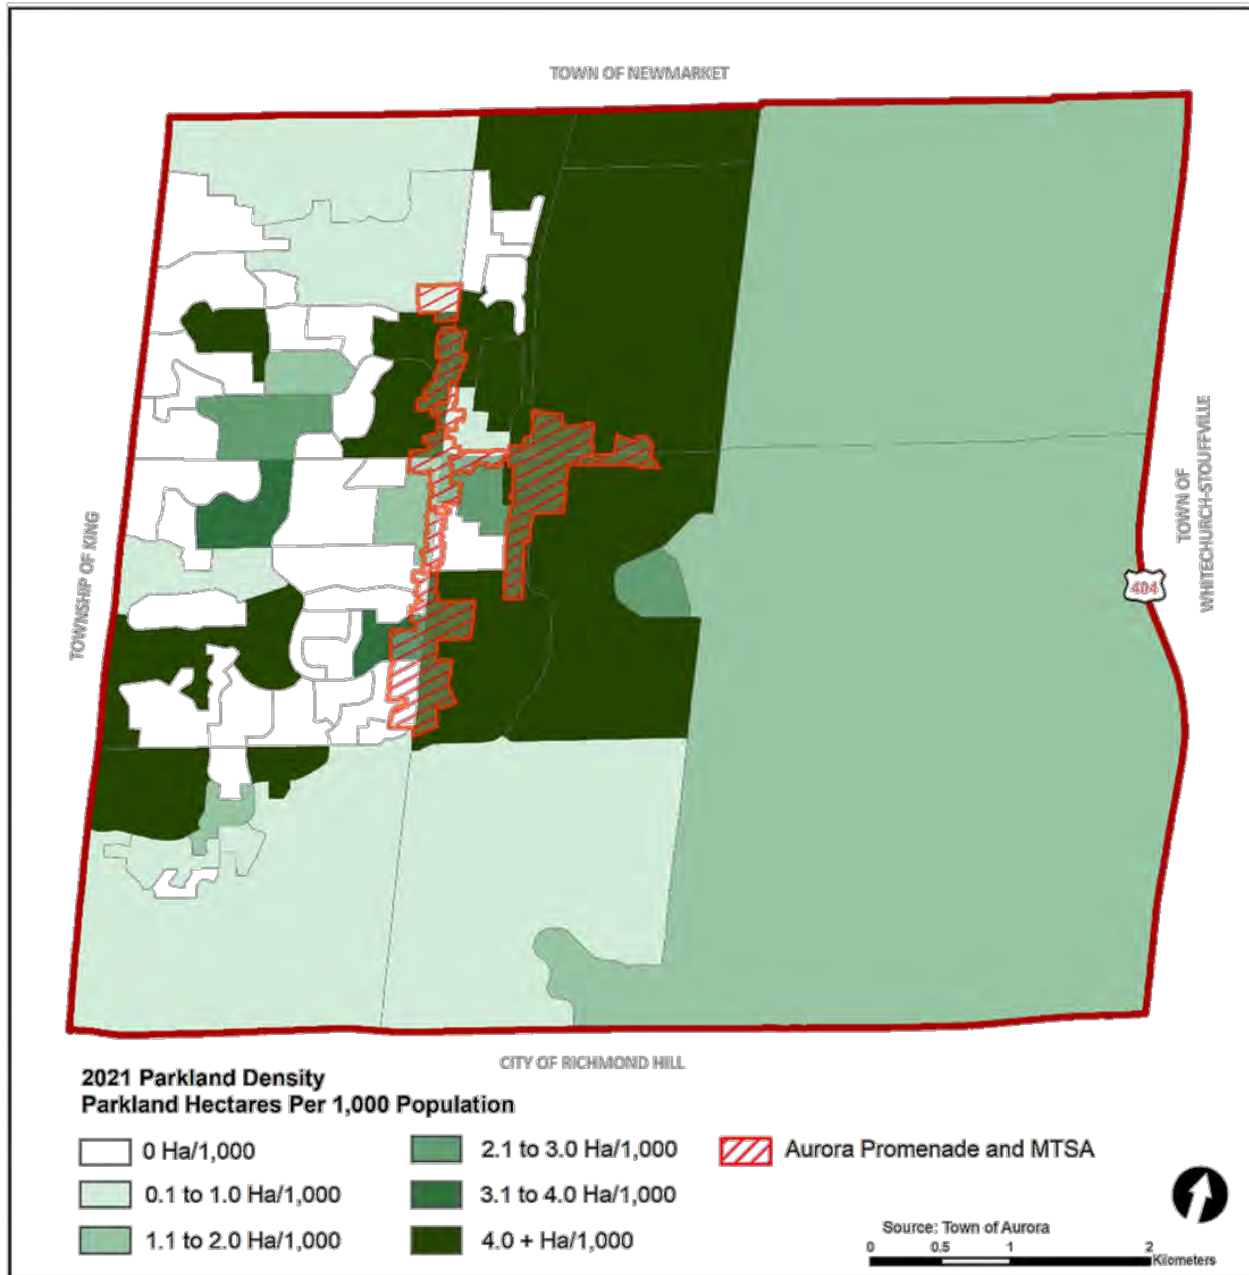 TOWN OF NEWMARKET
TOWNSHIP OF KING
TOWN OF
WHITECHURCH-STOUFFVILLE
404
CITY OF RICHMOND HILL
2021 Parkland Density
Parkland Hectares Per 1,000 Population
0 Ha/1,000
0.1 to 1.0 Ha/1,000
1.1 to 2.0 Ha/1,000
2.1 to 3.0 Ha/1,000
3.1 to 4.0 Ha/1,000
4.0 + Ha/1,000
Aurora Promenade and MTSA
Source: Town of Aurora
0 0.5 1 2
Kilometers